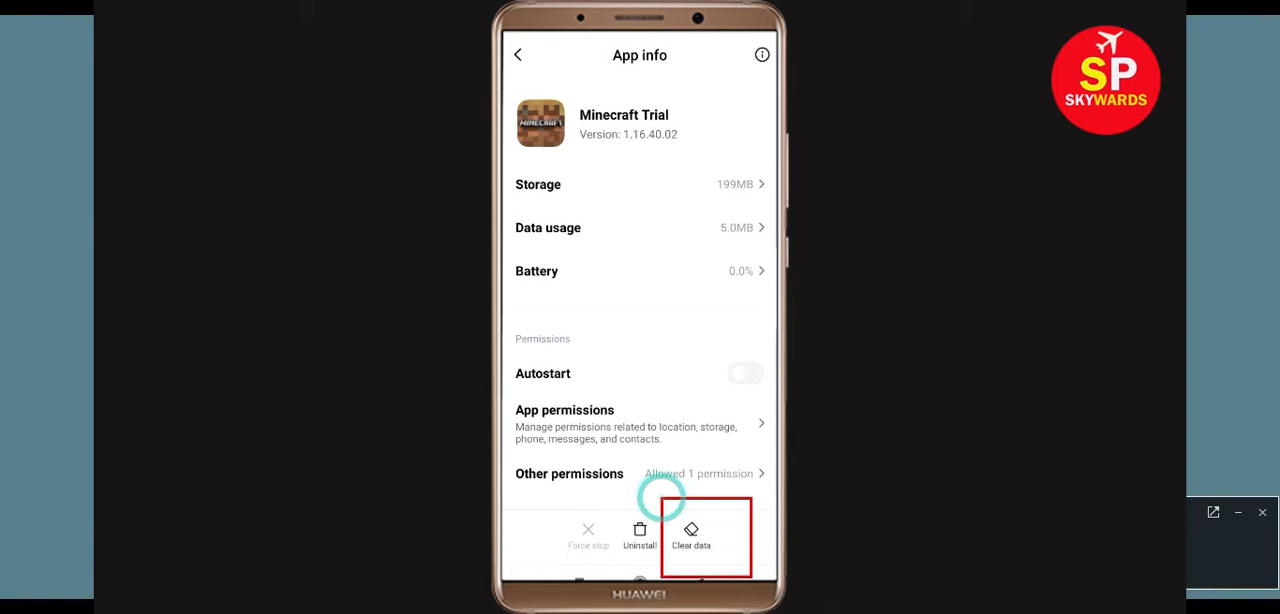 App info
SP
SKYWARDS
MINECRAFT
Minecraft Trial
Version: 1.16.40.02
Storage 199MB
Data usage 5.0MB
Battery 0.0%
Permissions
Autostart
App permissions
Manage permissions related to location, storage,
phone, messages, and contacts.
Other permissions Allowed 1 permission
Force stop Uninstall Clear data
HUAWEI